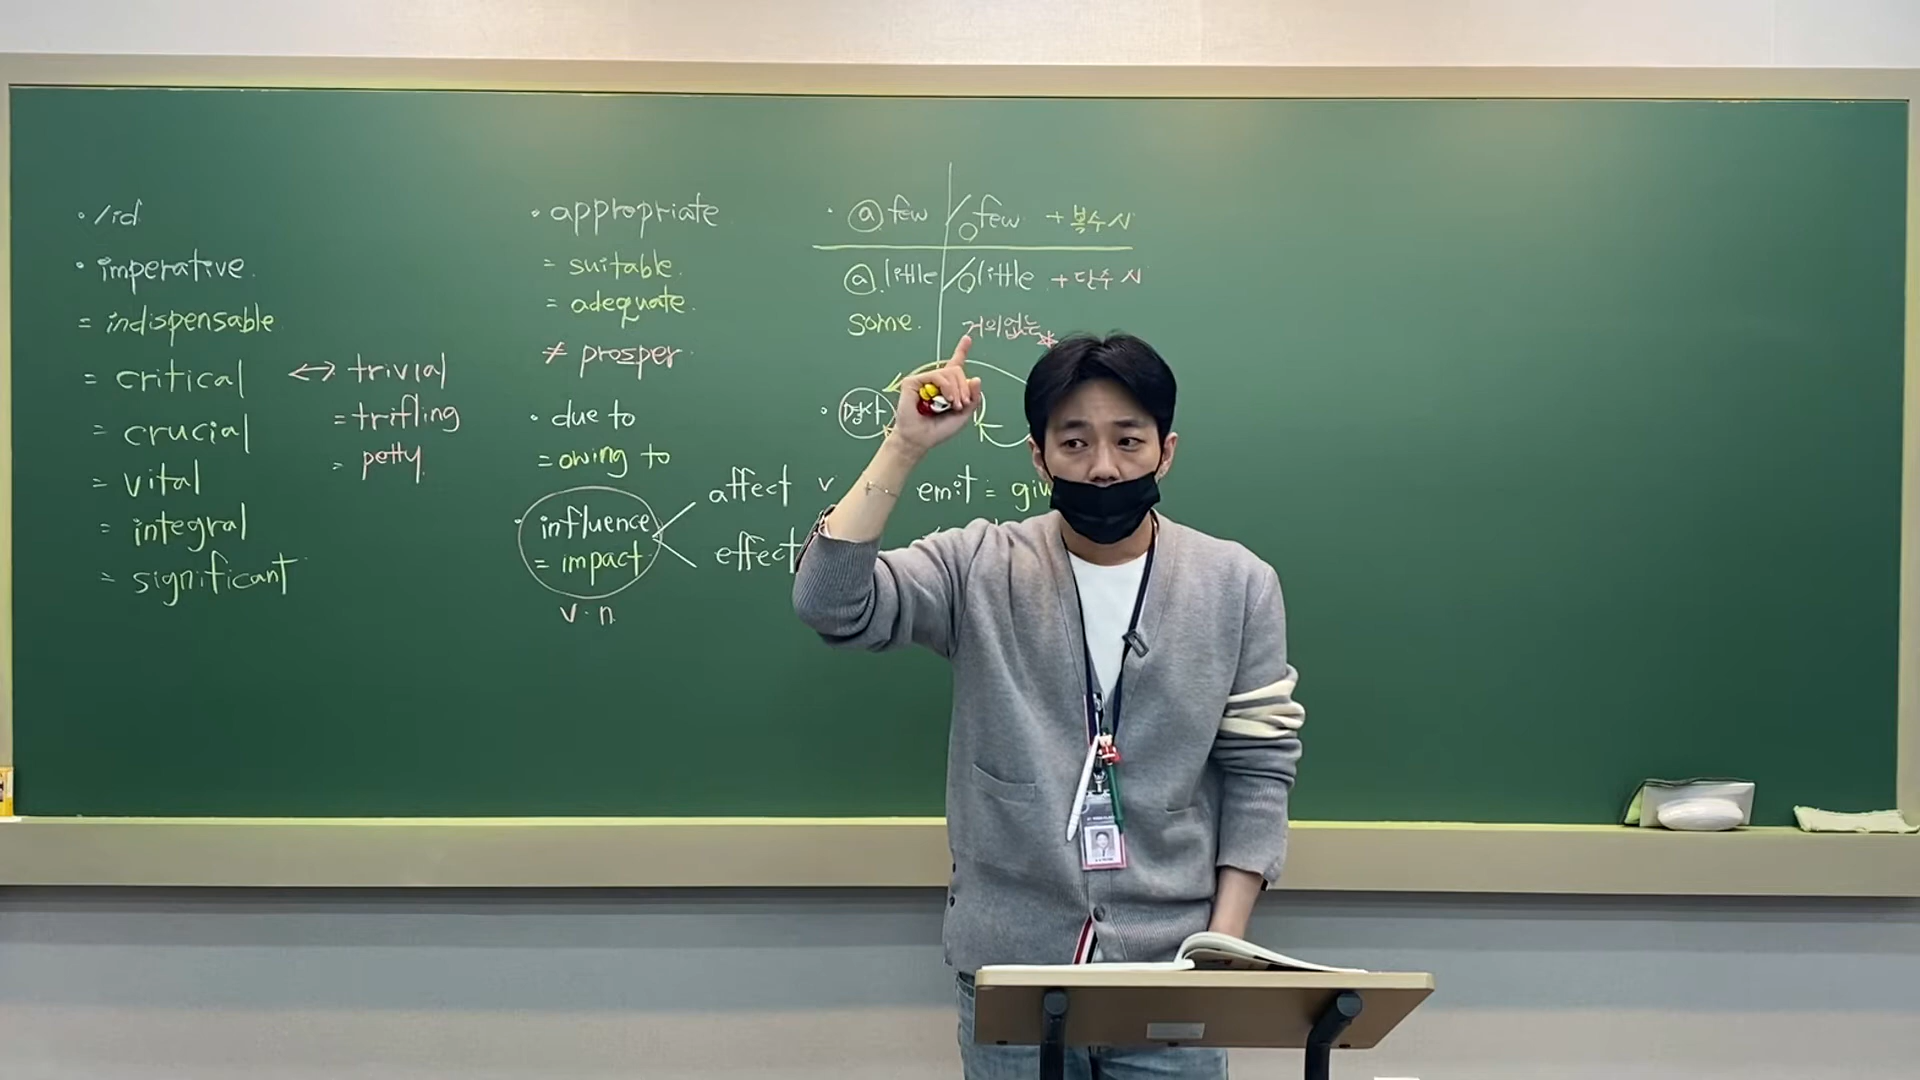 · /id
· imperative.
= indispensable
= critical ↔ trivial
= trifling
= petty.
= crucial
= vital
= integral
= significant
· appropriate
= suitable.
= adequate.
≠ prosper.
· due to
= owing to
· influence
= impact
v · n
affect v
effect
· ⓐ few / few + 복수 V
ⓐ little / little + 단수 V
some. 거의없는
· 명사
emit = giv